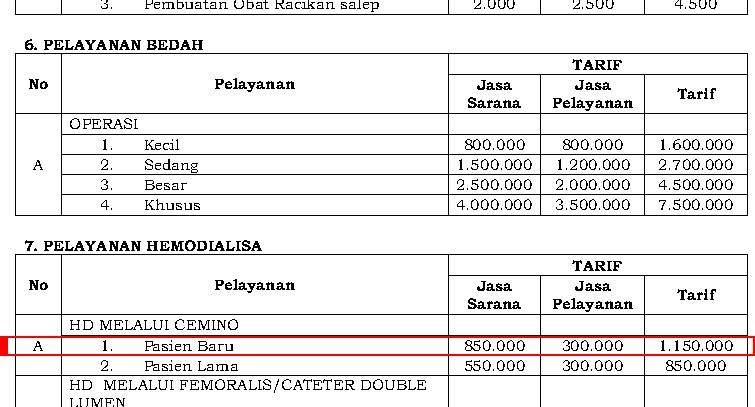 3. Pembuatan Obat Racikan salep 2.000 2.500 4.500
6. PELAYANAN BEDAH
No Pelayanan TARIF
Jasa Sarana Jasa Pelayanan Tarif
OPERASI
1. Kecil 800.000 800.000 1.600.000
A 2. Sedang 1.500.000 1.200.000 2.700.000
3. Besar 2.500.000 2.000.000 4.500.000
4. Khusus 4.000.000 3.500.000 7.500.000
7. PELAYANAN HEMODIALISA
No Pelayanan TARIF
Jasa Sarana Jasa Pelayanan Tarif
HD MELALUI CEMINO
A 1. Pasien Baru 850.000 300.000 1.150.000
2. Pasien Lama 550.000 300.000 850.000
HD MELALUI FEMORALIS/CATETER DOUBLE
LUMEN